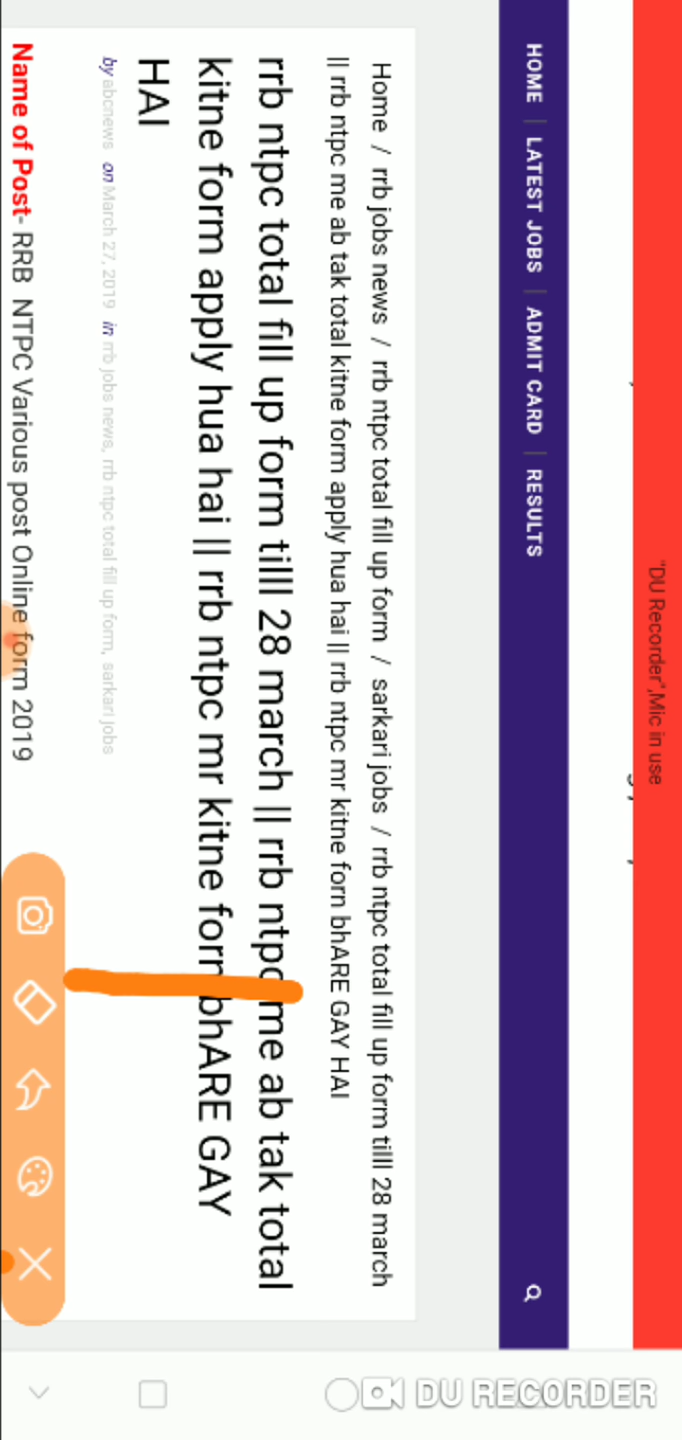 "DU Recorder",Mic in use
HOME | LATEST JOBS | ADMIT CARD | RESULTS
Home / rrb jobs news / rrb ntpc total fill up form / sarkari jobs / rrb ntpc total fill up form tilll 28 march
|| rrb ntpc me ab tak total kitne form apply hua hai || rrb ntpc mr kitne forn bhARE GAY HAI
rrb ntpc total fill up form tilll 28 march || rrb ntpc me ab tak total
kitne form apply hua hai || rrb ntpc mr kitne forn bhARE GAY
HAI
by abcnews on March 27, 2019 in rrb jobs news, rrb ntpc total fill up form, sarkari jobs
Name of Post- RRB NTPC Various post Online form 2019
DU RECORDER